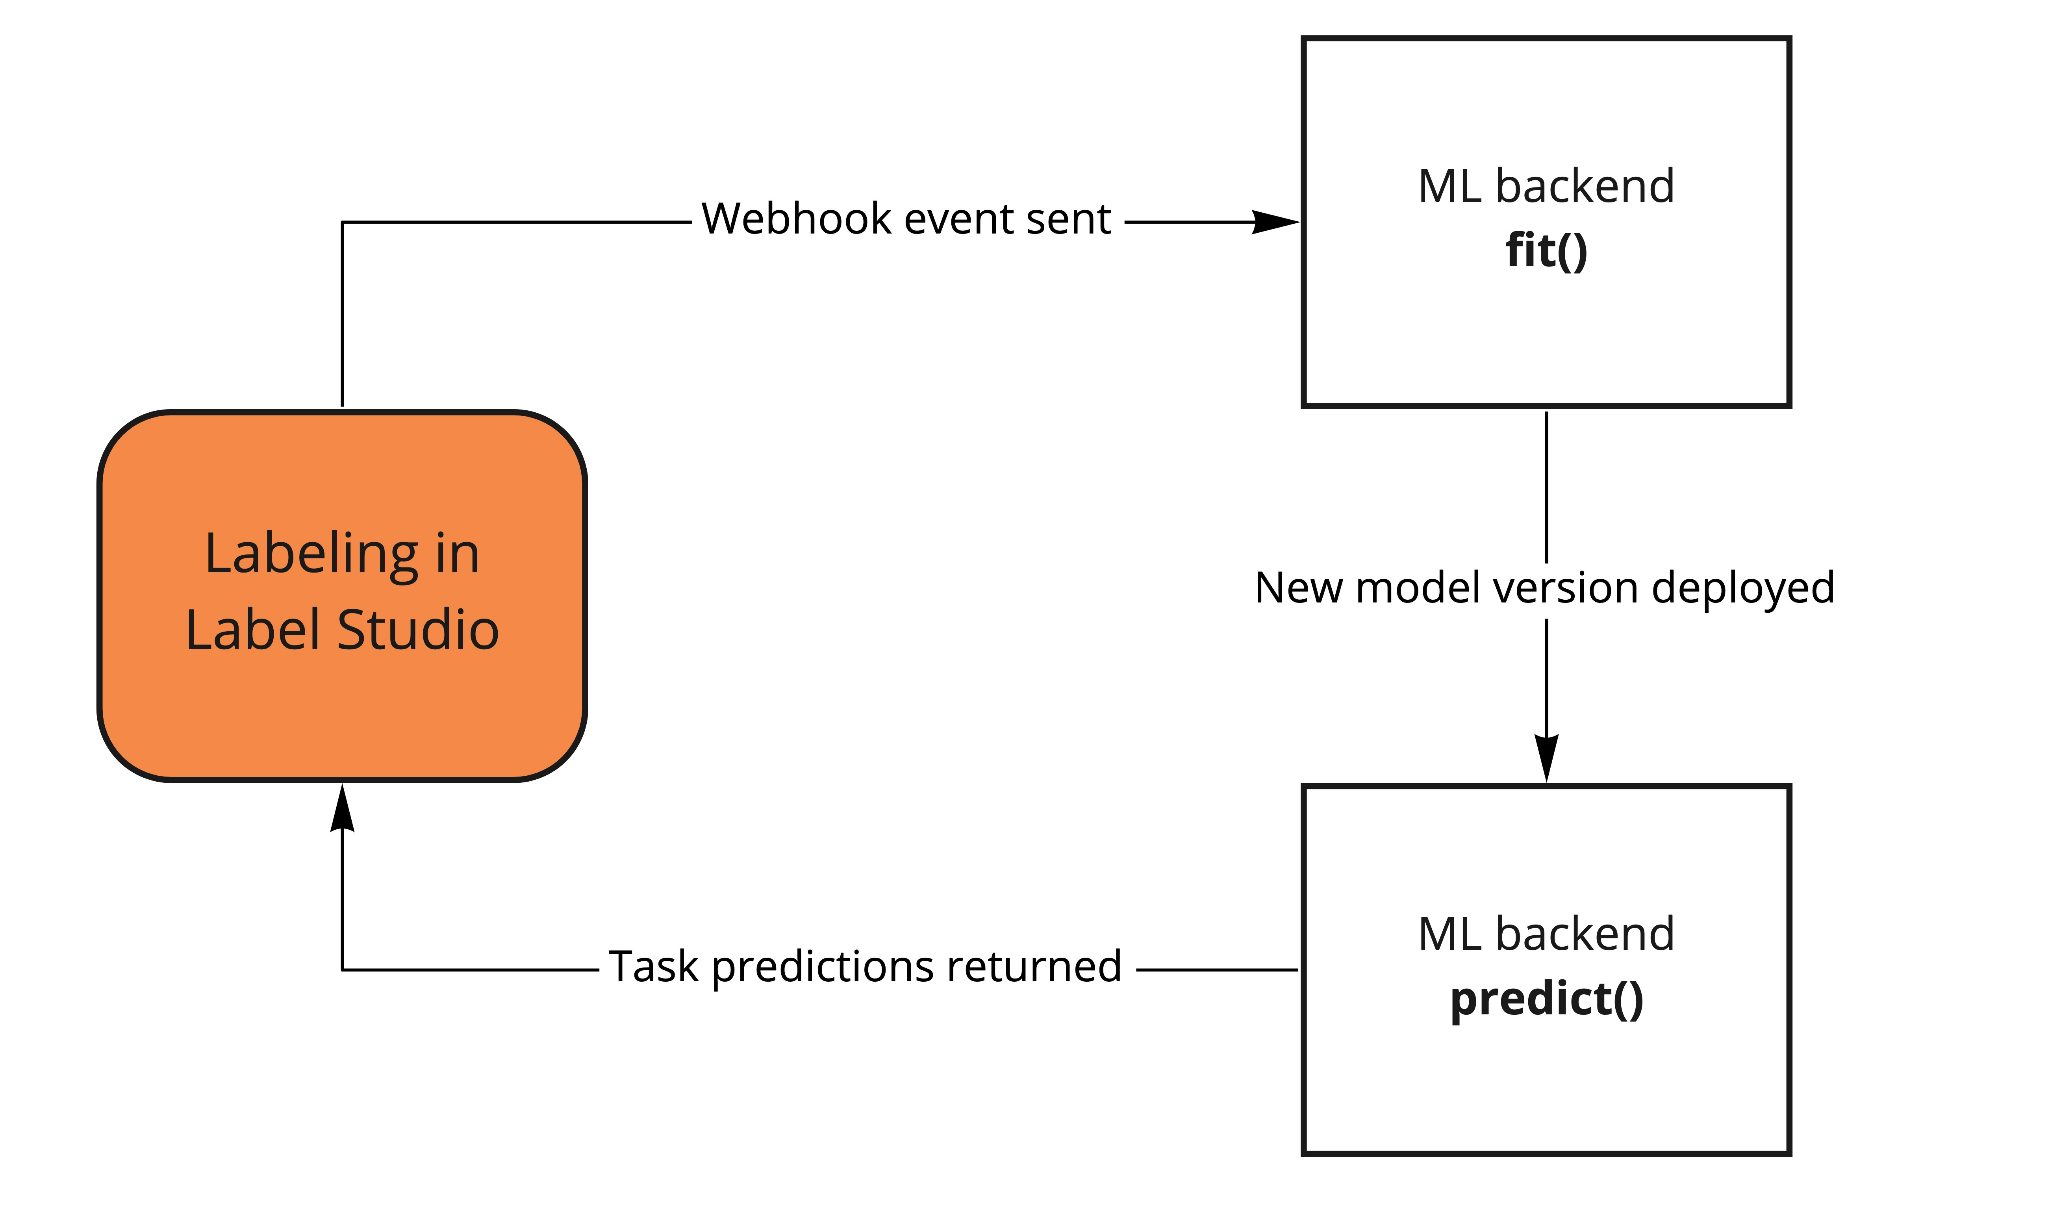 ML backend
fit()
Webhook event sent
Labeling in
Label Studio
New model version deployed
ML backend
predict()
Task predictions returned